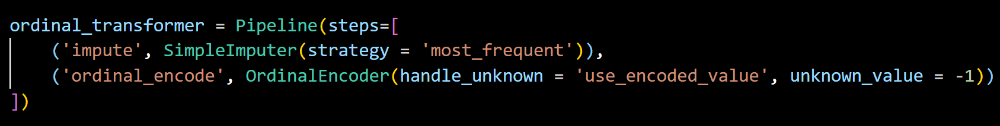 ordinal_transformer = Pipeline(steps=[
    ('impute', SimpleImputer(strategy = 'most_frequent')),
    ('ordinal_encode', OrdinalEncoder(handle_unknown = 'use_encoded_value', unknown_value = -1))
])